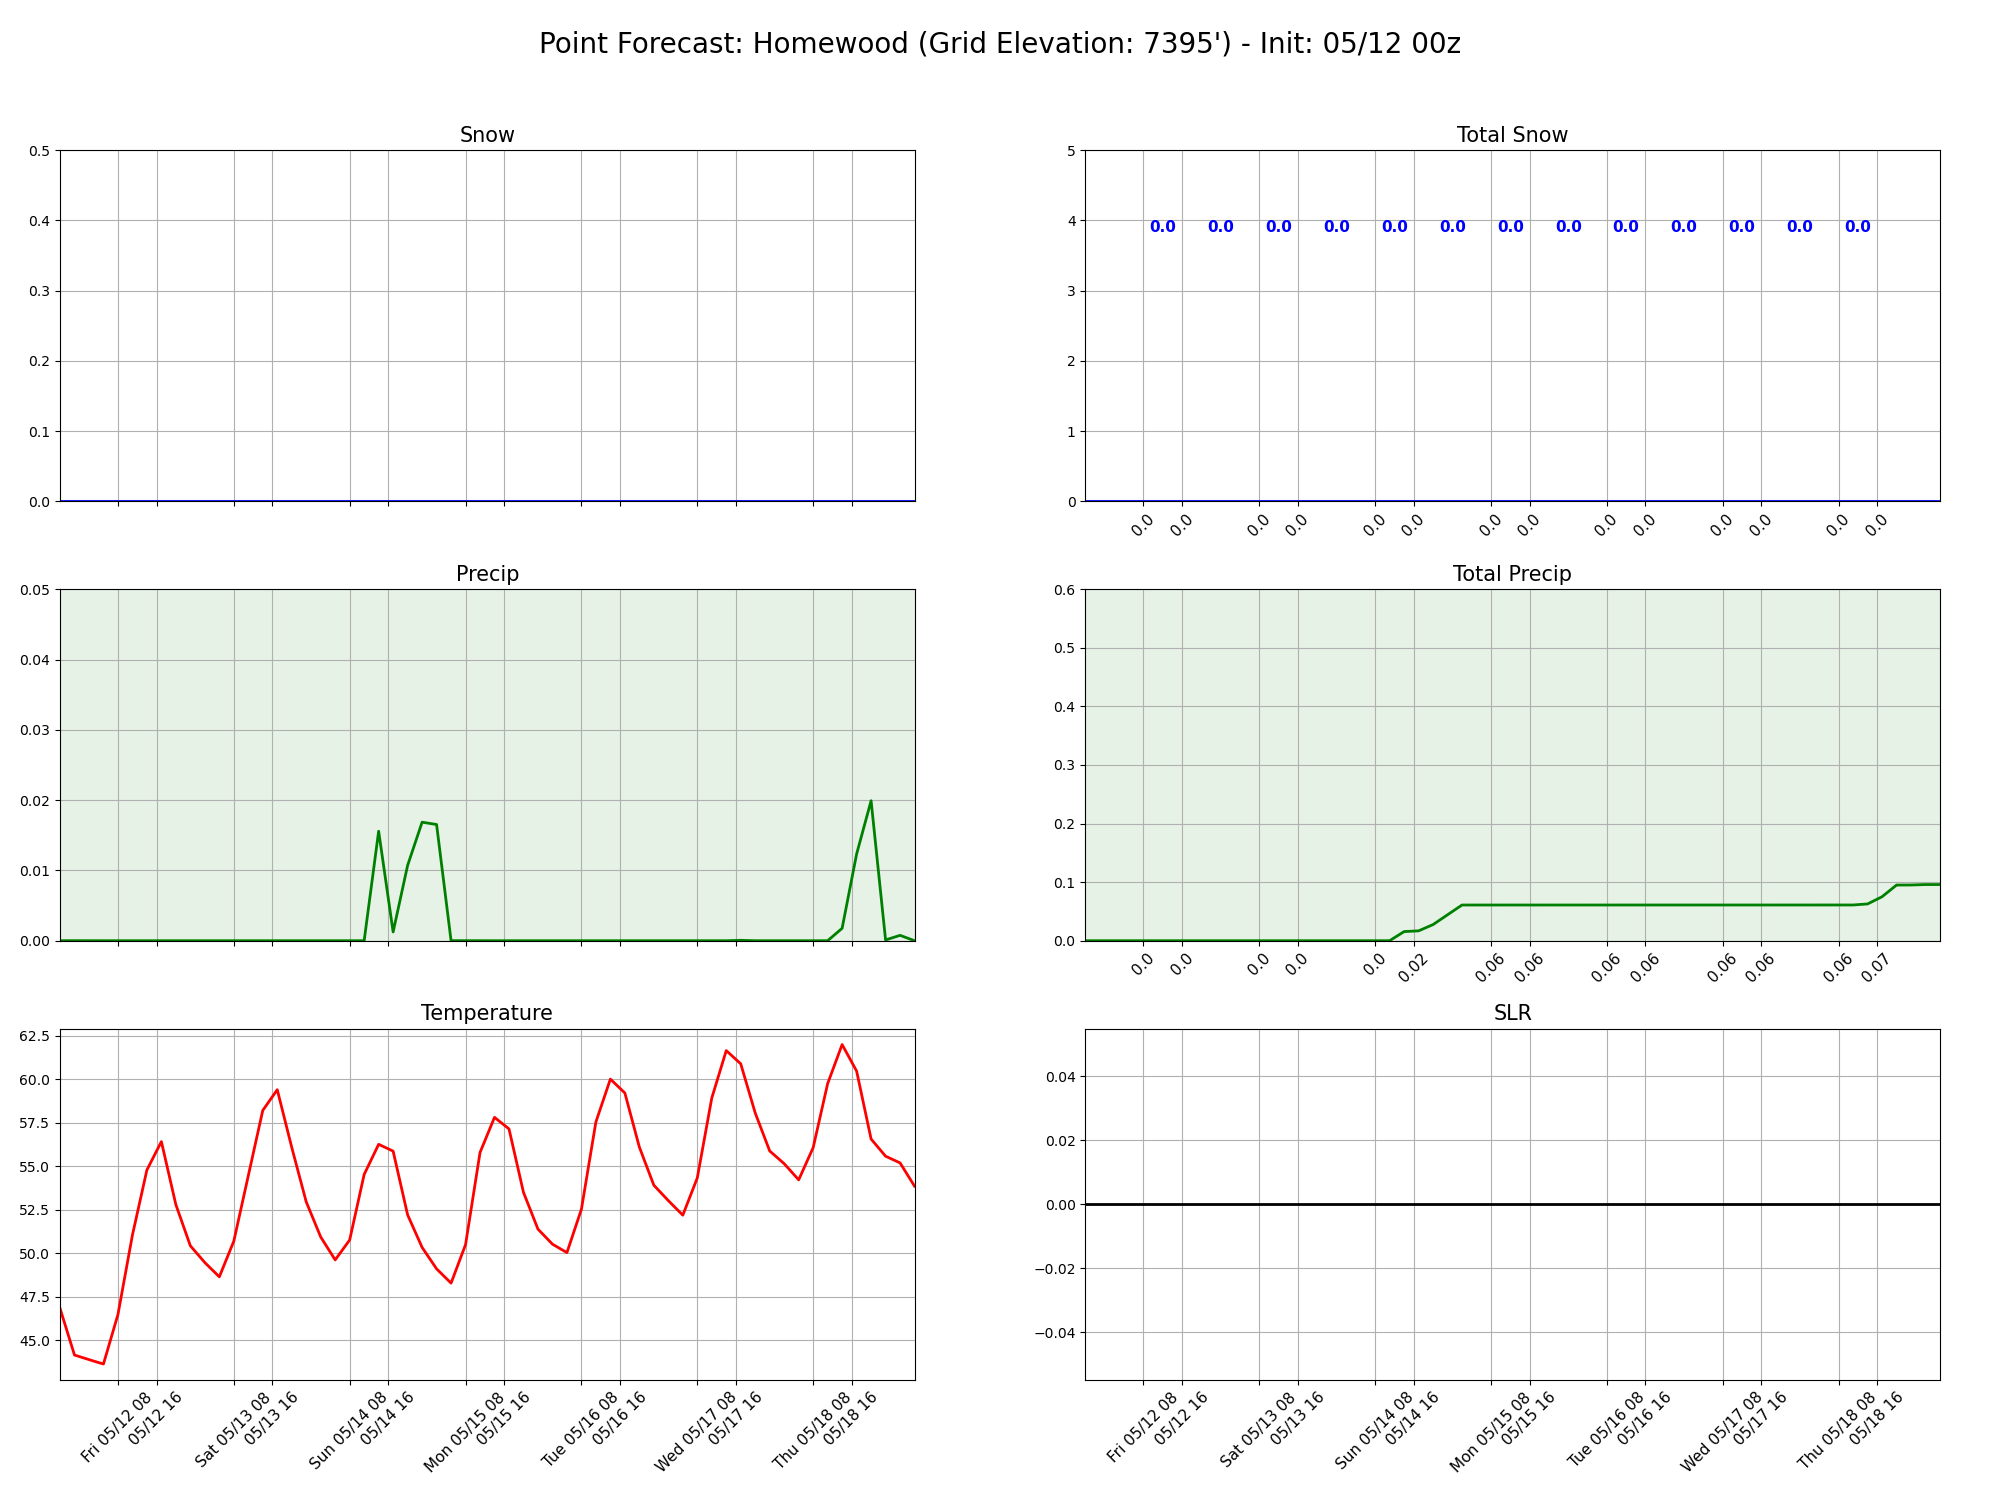 Point Forecast: Homewood (Grid Elevation: 7395') - Init: 05/12 00z
Snow
0.5
0.4
0.3
0.2
0.1
0.0
Total Snow
5
4
3
2
1
0
0.0 0.0 0.0 0.0 0.0 0.0 0.0 0.0 0.0 0.0 0.0 0.0 0.0
0.0 0.0 0.0 0.0 0.0 0.0 0.0 0.0 0.0 0.0 0.0 0.0 0.0 0.0
Precip
0.05
0.04
0.03
0.02
0.01
0.00
Total Precip
0.6
0.5
0.4
0.3
0.2
0.1
0.0
0.0 0.0 0.0 0.0 0.0 0.02 0.06 0.06 0.06 0.06 0.06 0.06 0.06 0.07
Temperature
62.5
60.0
57.5
55.0
52.5
50.0
47.5
45.0
Fri 05/12 08
05/12 16
Sat 05/13 08
05/13 16
Sun 05/14 08
05/14 16
Mon 05/15 08
05/15 16
Tue 05/16 08
05/16 16
Wed 05/17 08
05/17 16
Thu 05/18 08
05/18 16
SLR
0.04
0.02
0.00
−0.02
−0.04
Fri 05/12 08
05/12 16
Sat 05/13 08
05/13 16
Sun 05/14 08
05/14 16
Mon 05/15 08
05/15 16
Tue 05/16 08
05/16 16
Wed 05/17 08
05/17 16
Thu 05/18 08
05/18 16